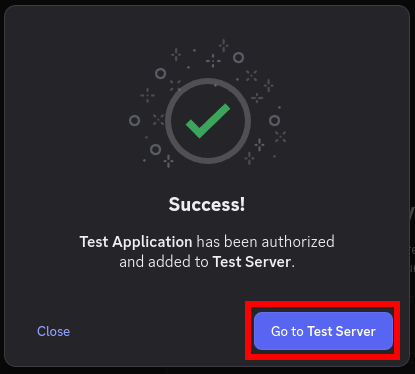 Success!
Test Application has been authorized
and added to Test Server.
Close
Go to Test Server